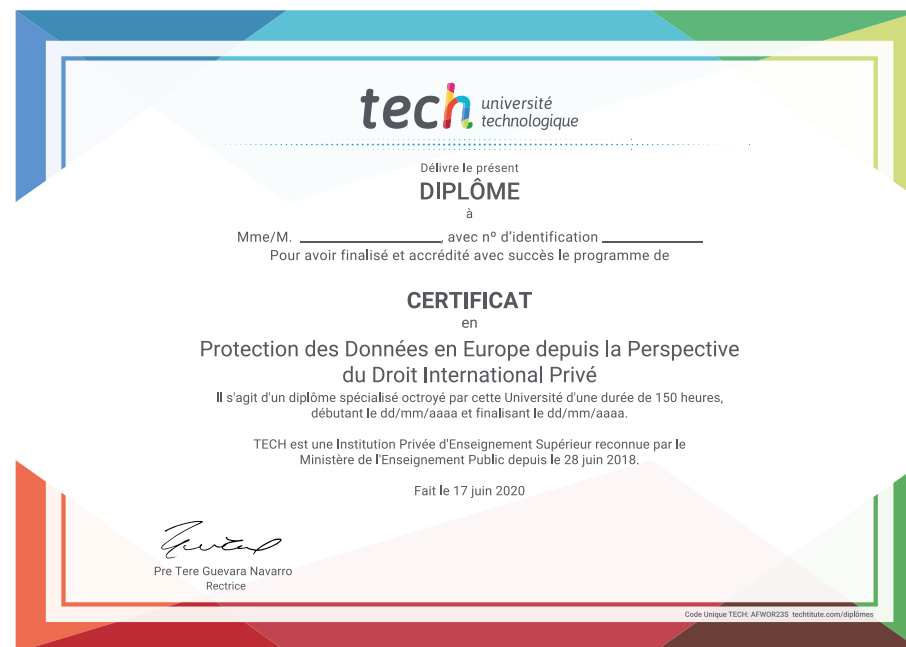 tech université
technologique
Délivre le présent
DIPLÔME
à
Mme/M. ____________________, avec nº d'identification ______________
Pour avoir finalisé et accrédité avec succès le programme de
CERTIFICAT
en
Protection des Données en Europe depuis la Perspective
du Droit International Privé
Il s'agit d'un diplôme spécialisé octroyé par cette Université d'une durée de 150 heures,
débutant le dd/mm/aaaa et finalisant le dd/mm/aaaa.
TECH est une Institution Privée d'Enseignement Supérieur reconnue par le
Ministère de l'Enseignement Public depuis le 28 juin 2018.
Fait le 17 juin 2020
Pre Tere Guevara Navarro
Rectrice
Code Unique TECH: AFWOR23S techtitute.com/diplômes